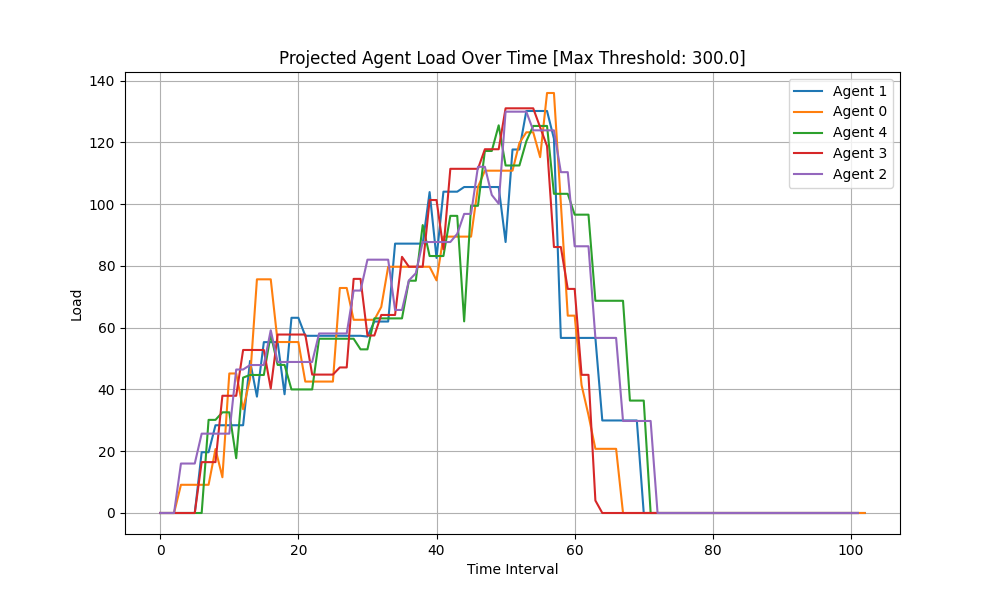 Projected Agent Load Over Time [Max Threshold: 300.0]
140
120
100
80
60
40
20
0
Load
0 20 40 60 80 100
Time Interval
Agent 1
Agent 0
Agent 4
Agent 3
Agent 2